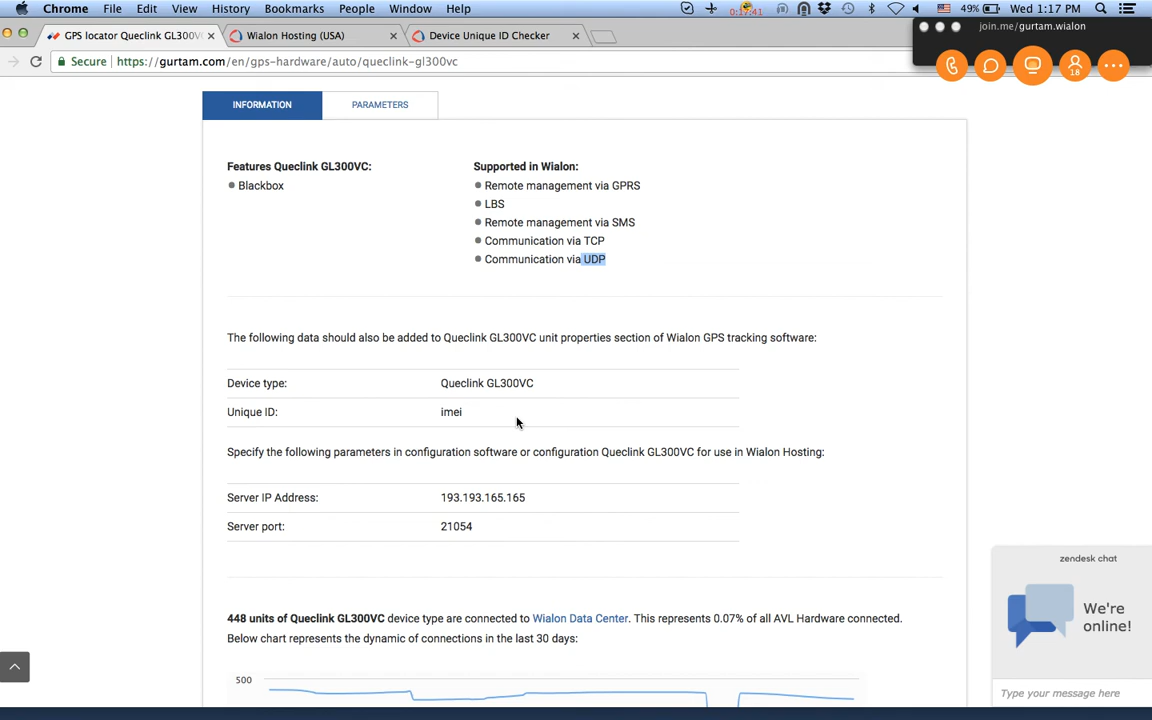 Chrome File Edit View History Bookmarks People Window Help 0:17:41 49% Wed 1:17 PM
GPS locator Queclink GL300V × Wialon Hosting (USA) × Device Unique ID Checker ×
join.me/gurtam.wialon
Secure https://gurtam.com/en/gps-hardware/auto/queclink-gl300vc
18
INFORMATION PARAMETERS
Features Queclink GL300VC: Supported in Wialon:
Blackbox Remote management via GPRS
LBS
Remote management via SMS
Communication via TCP
Communication via UDP
The following data should also be added to Queclink GL300VC unit properties section of Wialon GPS tracking software:
Device type: Queclink GL300VC
Unique ID: imei
Specify the following parameters in configuration software or configuration Queclink GL300VC for use in Wialon Hosting:
Server IP Address: 193.193.165.165
Server port: 21054
zendesk chat
We're
online!
448 units of Queclink GL300VC device type are connected to Wialon Data Center. This represents 0.07% of all AVL Hardware connected.
Below chart represents the dynamic of connections in the last 30 days:
500
Type your message here